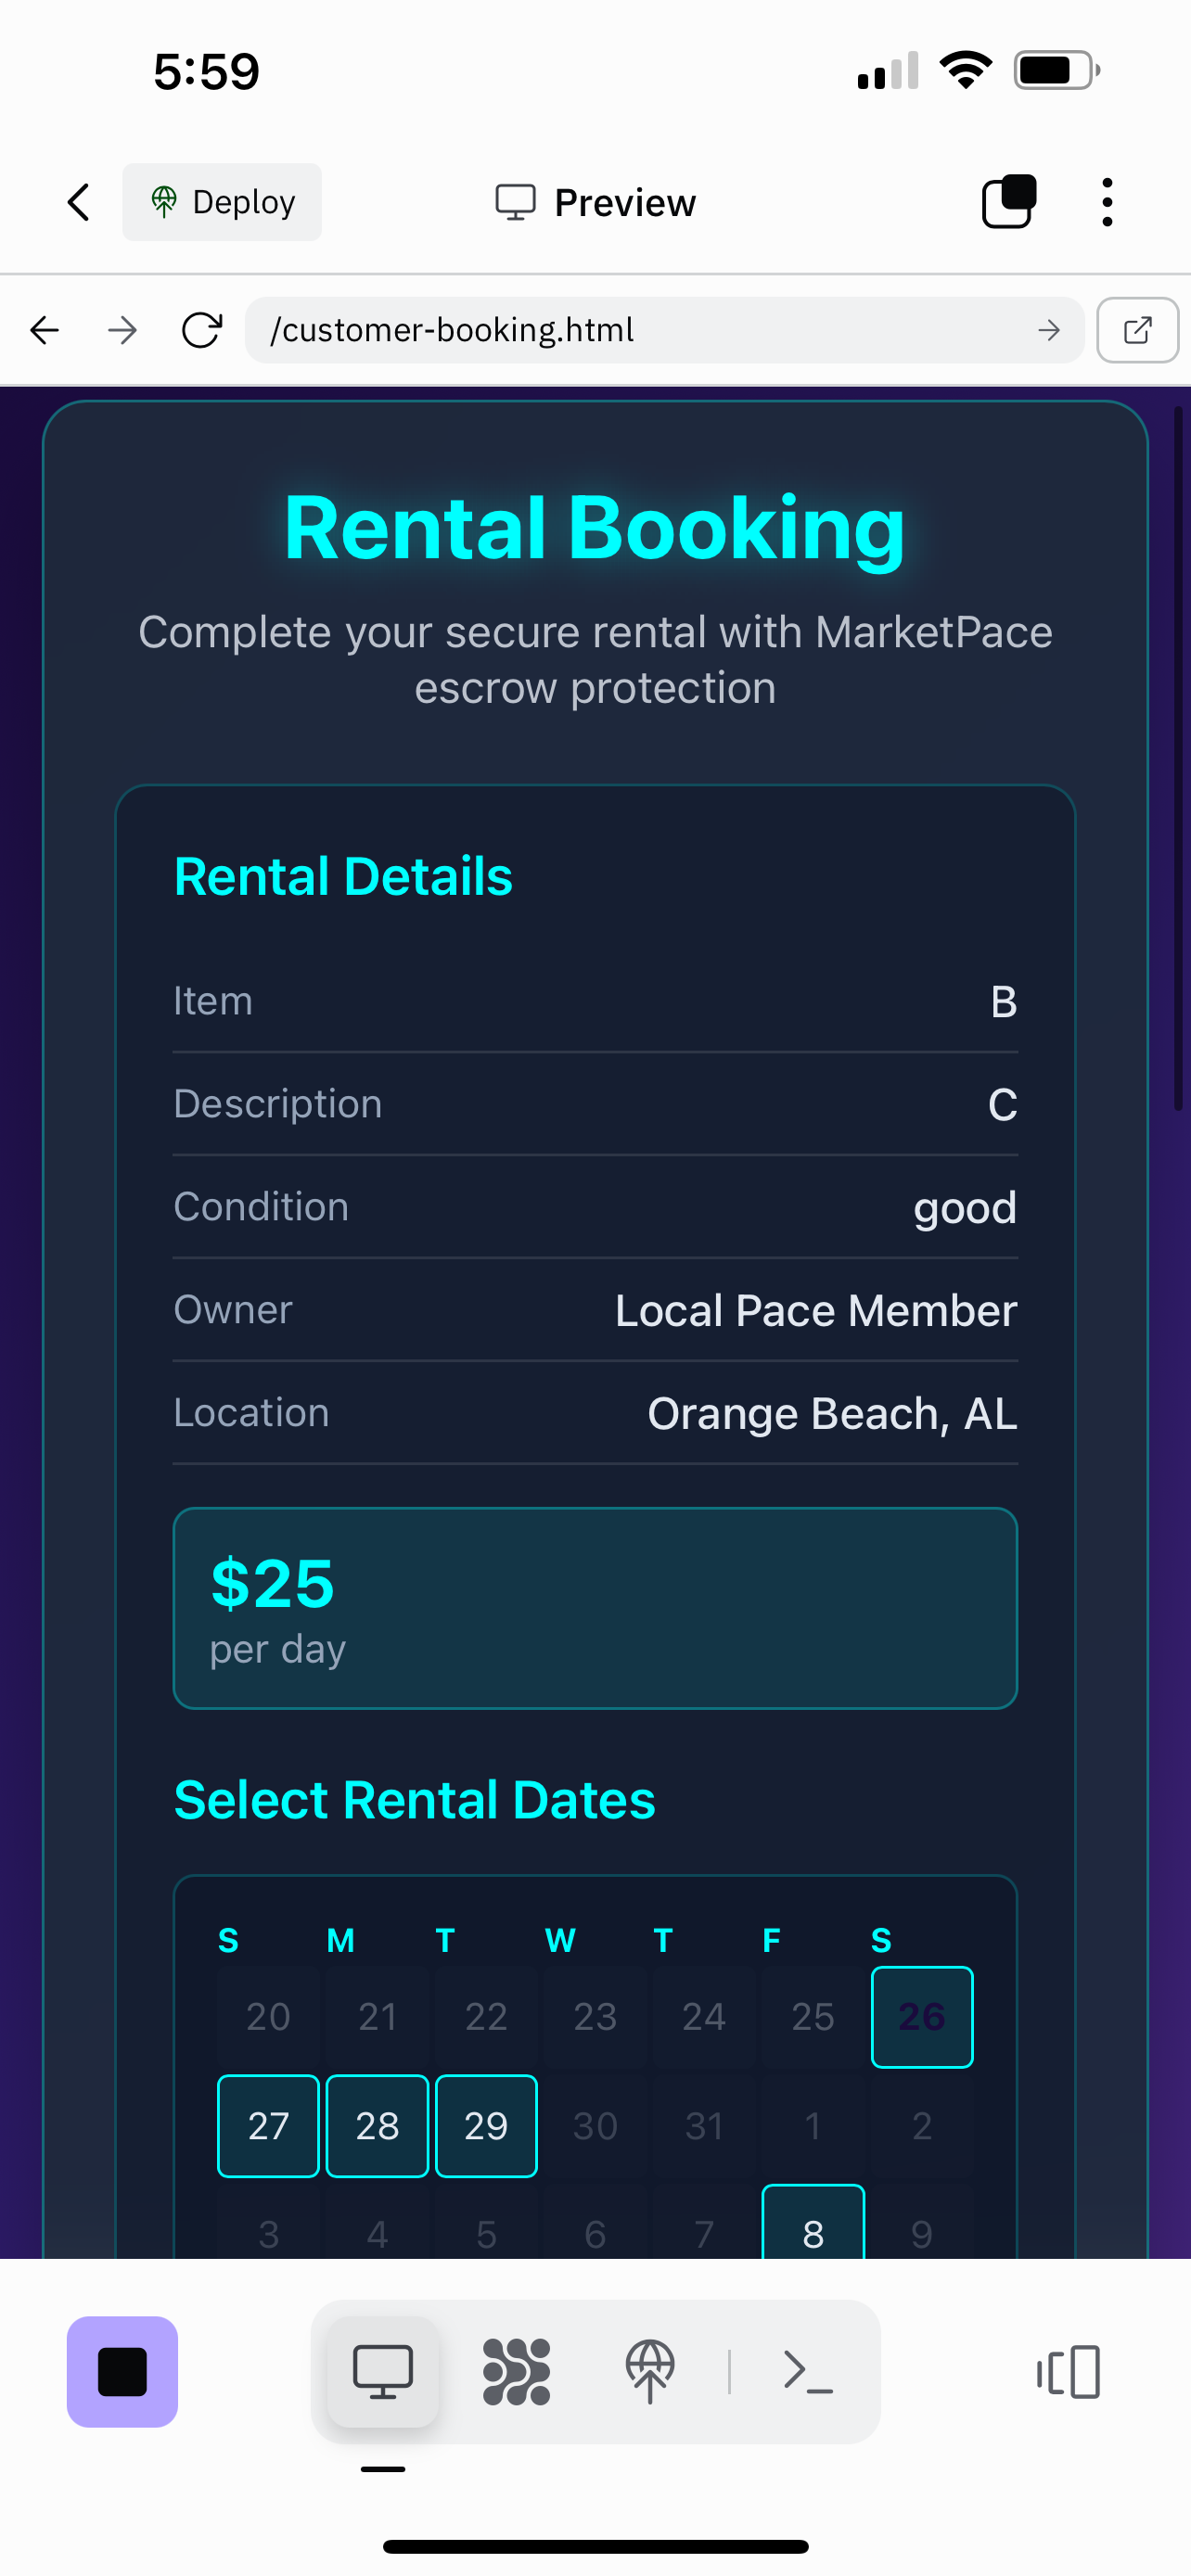 5:59
Deploy
Preview
/customer-booking.html
Rental Booking
Complete your secure rental with MarketPace
escrow protection
Rental Details
Item B
Description C
Condition good
Owner Local Pace Member
Location Orange Beach, AL
$25
per day
Select Rental Dates
S M T W T F S
20 21 22 23 24 25 26
27 28 29 30 31 1 2
3 4 5 6 7 8 9